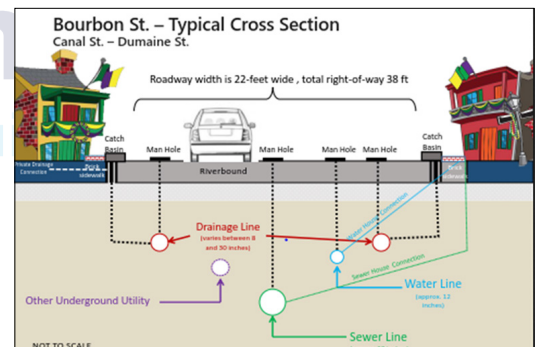 Bourbon St. – Typical Cross Section
Canal St. – Dumaine St.
Roadway width is 22-feet wide , total right-of-way 38 ft
Catch
Basin
Man Hole
Man Hole
Man Hole
Man Hole
Catch
Basin
Private Drainage
Connection
Brick
sidewalk
Riverbound
Brick
sidewalk
Water House Connection
Drainage Line
(varies between 8
and 30 inches)
Sewer House Connection
Other Underground Utility
Water Line
(approx. 12
inches)
Sewer Line
NOT TO SCALE